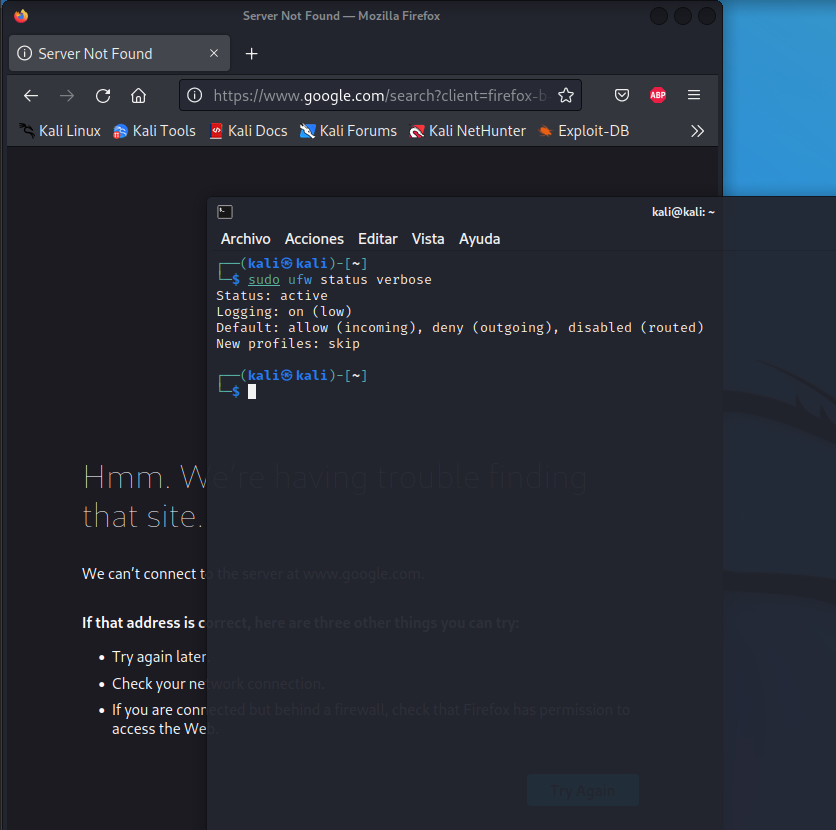 Server Not Found — Mozilla Firefox
Server Not Found
https://www.google.com/search?client=firefox-b
ABP
Kali Linux Kali Tools Kali Docs Kali Forums Kali NetHunter Exploit-DB
kali@kali: ~
Archivo Acciones Editar Vista Ayuda
┌──(kali㉿kali)-[~]
└─$ sudo ufw status verbose
Status: active
Logging: on (low)
Default: allow (incoming), deny (outgoing), disabled (routed)
New profiles: skip
┌──(kali㉿kali)-[~]
└─$
Hmm. We're having trouble finding
that site.
We can't connect to the server at www.google.com.
If that address is correct, here are three other things you can try:
Try again later.
Check your network connection.
If you are connected but behind a firewall, check that Firefox has permission to
access the Web.
Try Again